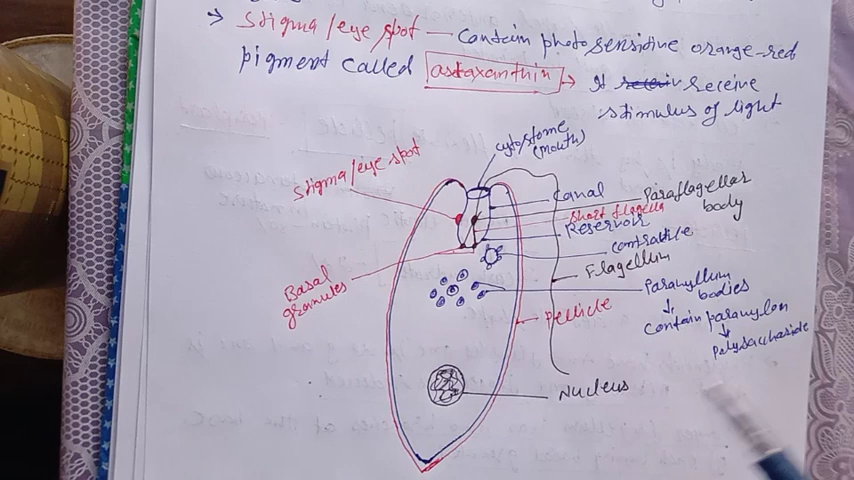 → Stigma/eye spot — Contain photosensitive orange-red
pigment called astaxanthin → It receive
stimulus of light
cytostome
(mouth)
Stigma/eye spot
Canal
Paraflagellar
body
Short flagella
Reservoir
contractile
Flagellum
Basal
granules
Paramyllum
bodies
↓
Contain paramylon
↓
Polysaccharide
Pellicle
Nucleus